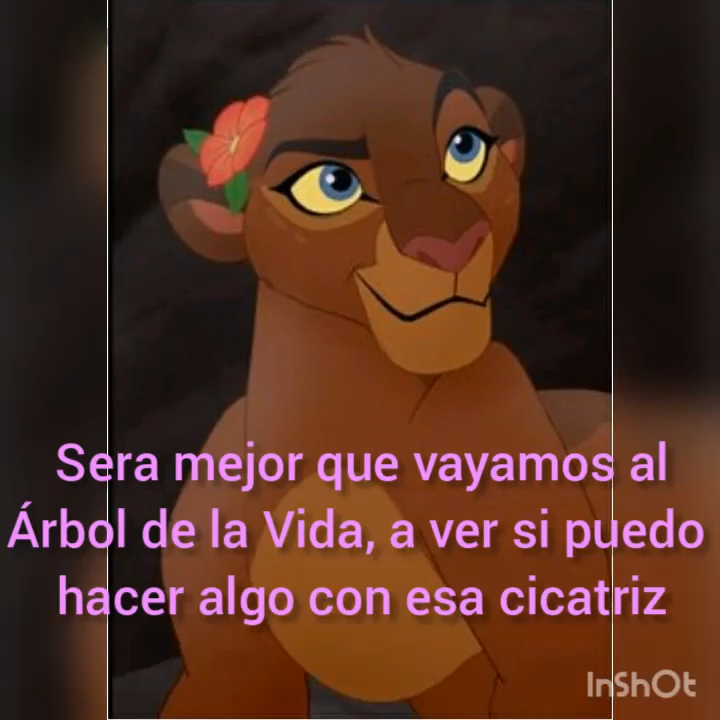 Sera mejor que vayamos al
Árbol de la Vida, a ver si puedo
hacer algo con esa cicatriz
InShOt